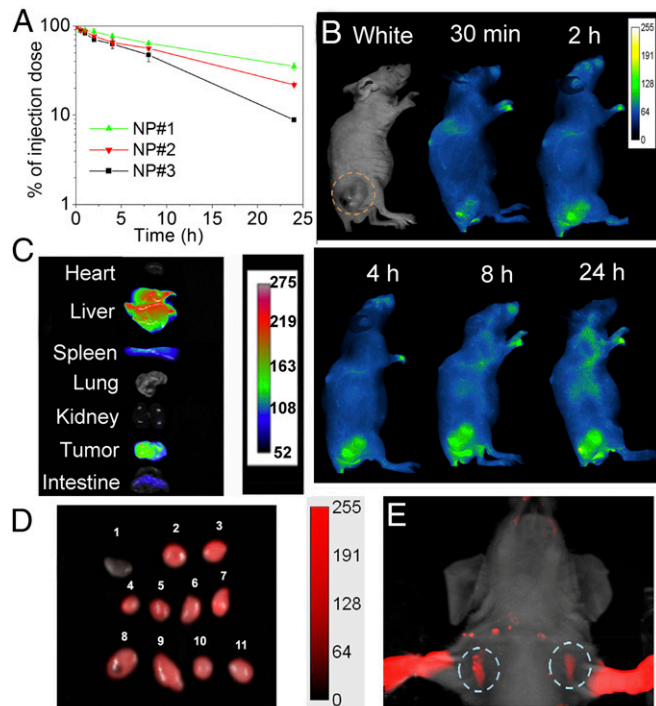 A
% of injection dose
100
10
1
NP#1
NP#2
NP#3
0 5 10 15 20 25
Time (h)
B
White 30 min 2 h
255
191
128
64
0
4 h 8 h 24 h
C
Heart
Liver
Spleen
Lung
Kidney
Tumor
Intestine
275
219
163
108
52
D
1 2 3
4 5 6 7
8 9 10 11
255
191
128
64
0
E